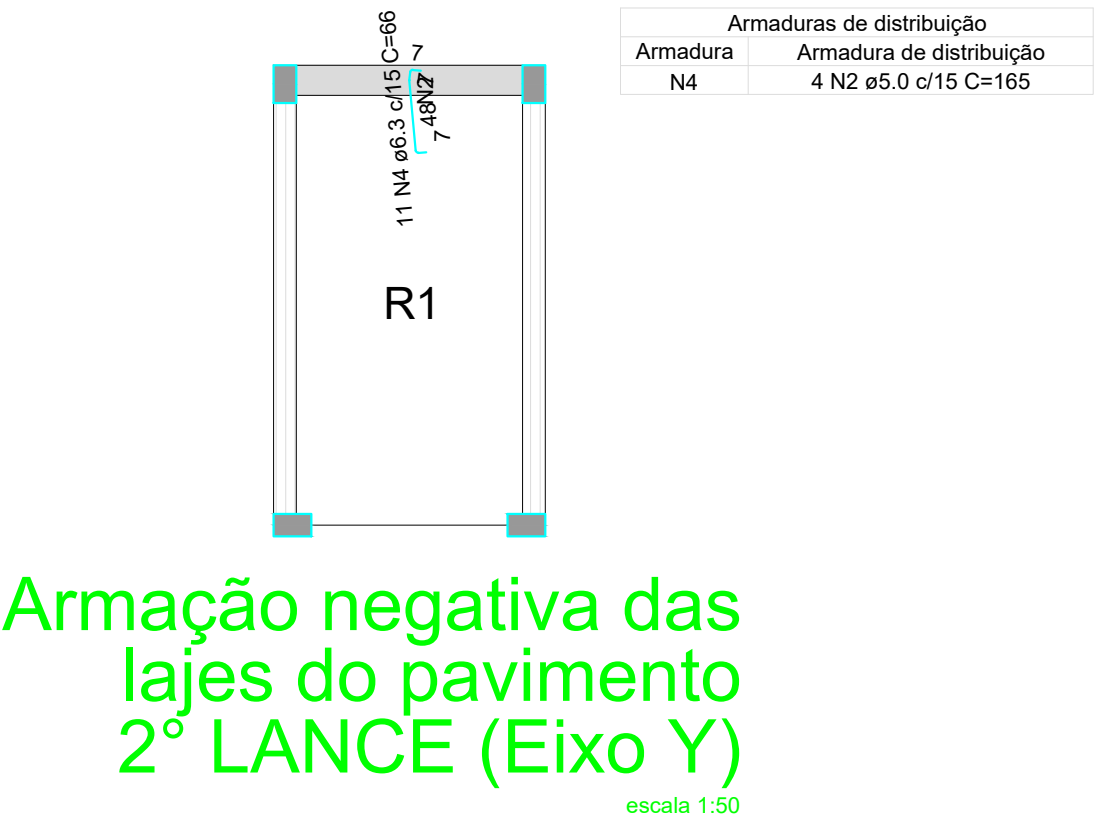 Armaduras de distribuição
Armadura Armadura de distribuição
N4 4 N2 ø5.0 c/15 C=165
11 N4 ø6.3 c/15 C=66
7
48
N2
7
R1
Armação negativa das
lajes do pavimento
2° LANCE (Eixo Y)
escala 1:50